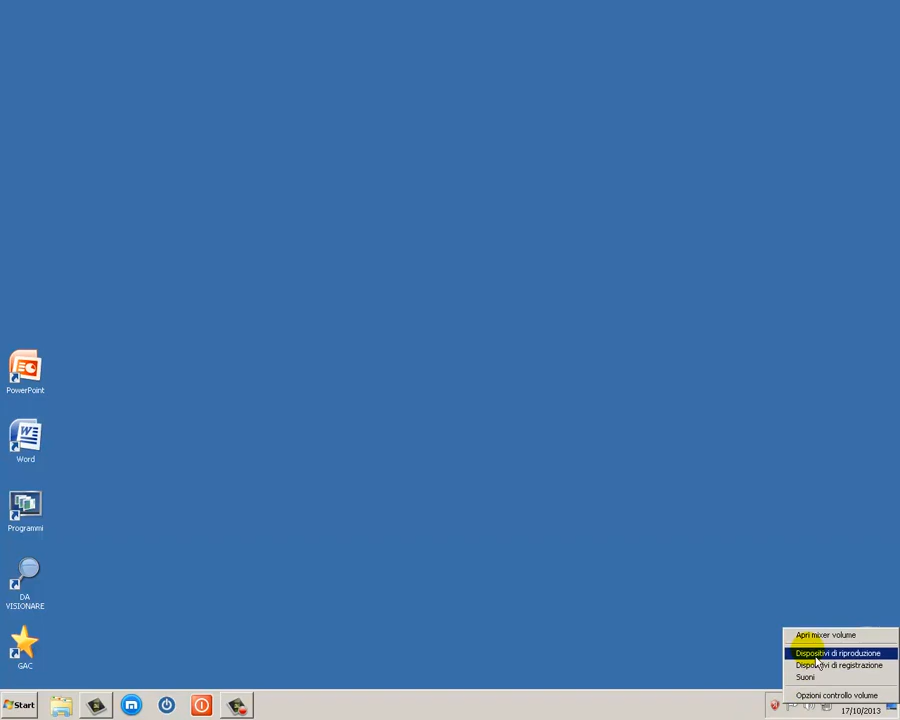 PowerPoint
Word
Programmi
DA
VISIONARE
GAC
Start
Apri mixer volume
Dispositivi di riproduzione
Dispositivi di registrazione
Suoni
Opzioni controllo volume
17/10/2013